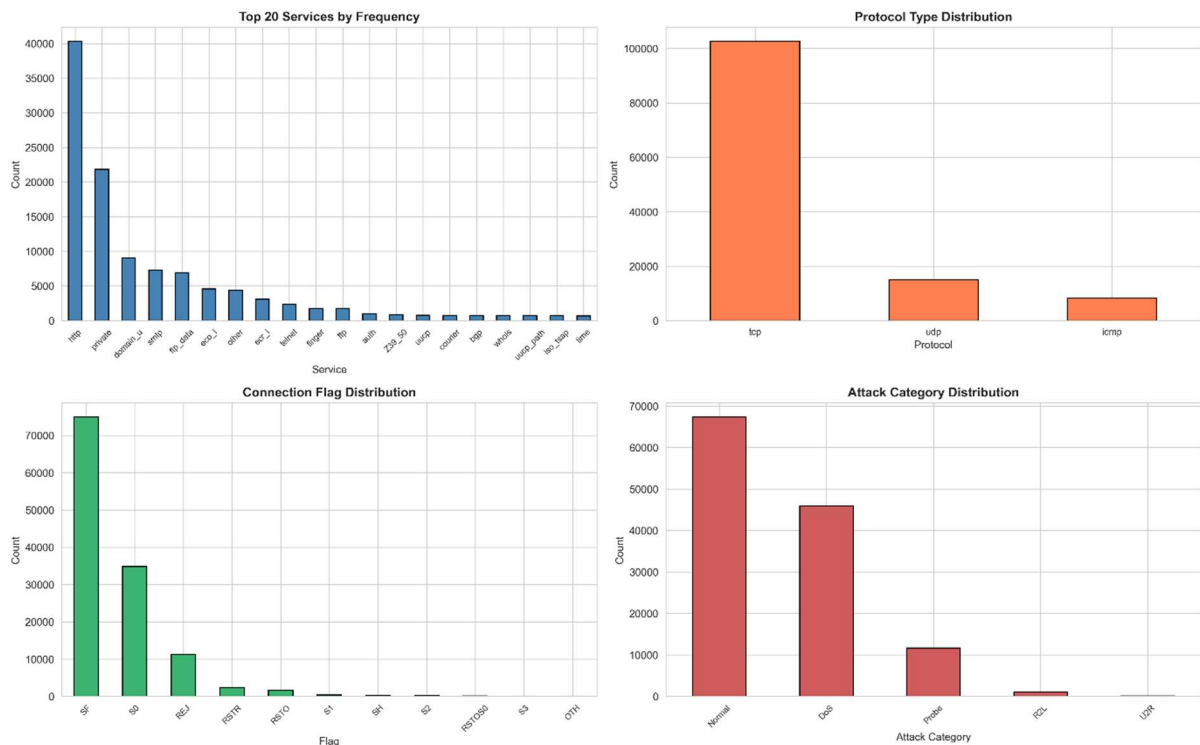 Top 20 Services by Frequency
40000
35000
30000
25000
20000
15000
10000
5000
0
Count
http
private
domain_u
smtp
ftp_data
eco_i
other
ecr_i
telnet
finger
ftp
auth
Z39_50
uucp
courier
bgp
whois
uucp_path
iso_tsap
time
Service
Protocol Type Distribution
100000
80000
60000
40000
20000
0
Count
tcp
udp
icmp
Protocol
Connection Flag Distribution
70000
60000
50000
40000
30000
20000
10000
0
Count
SF
S0
REJ
RSTR
RSTO
S1
SH
S2
RSTOS0
S3
OTH
Flag
Attack Category Distribution
70000
60000
50000
40000
30000
20000
10000
0
Count
Normal
DoS
Probe
R2L
U2R
Attack Category